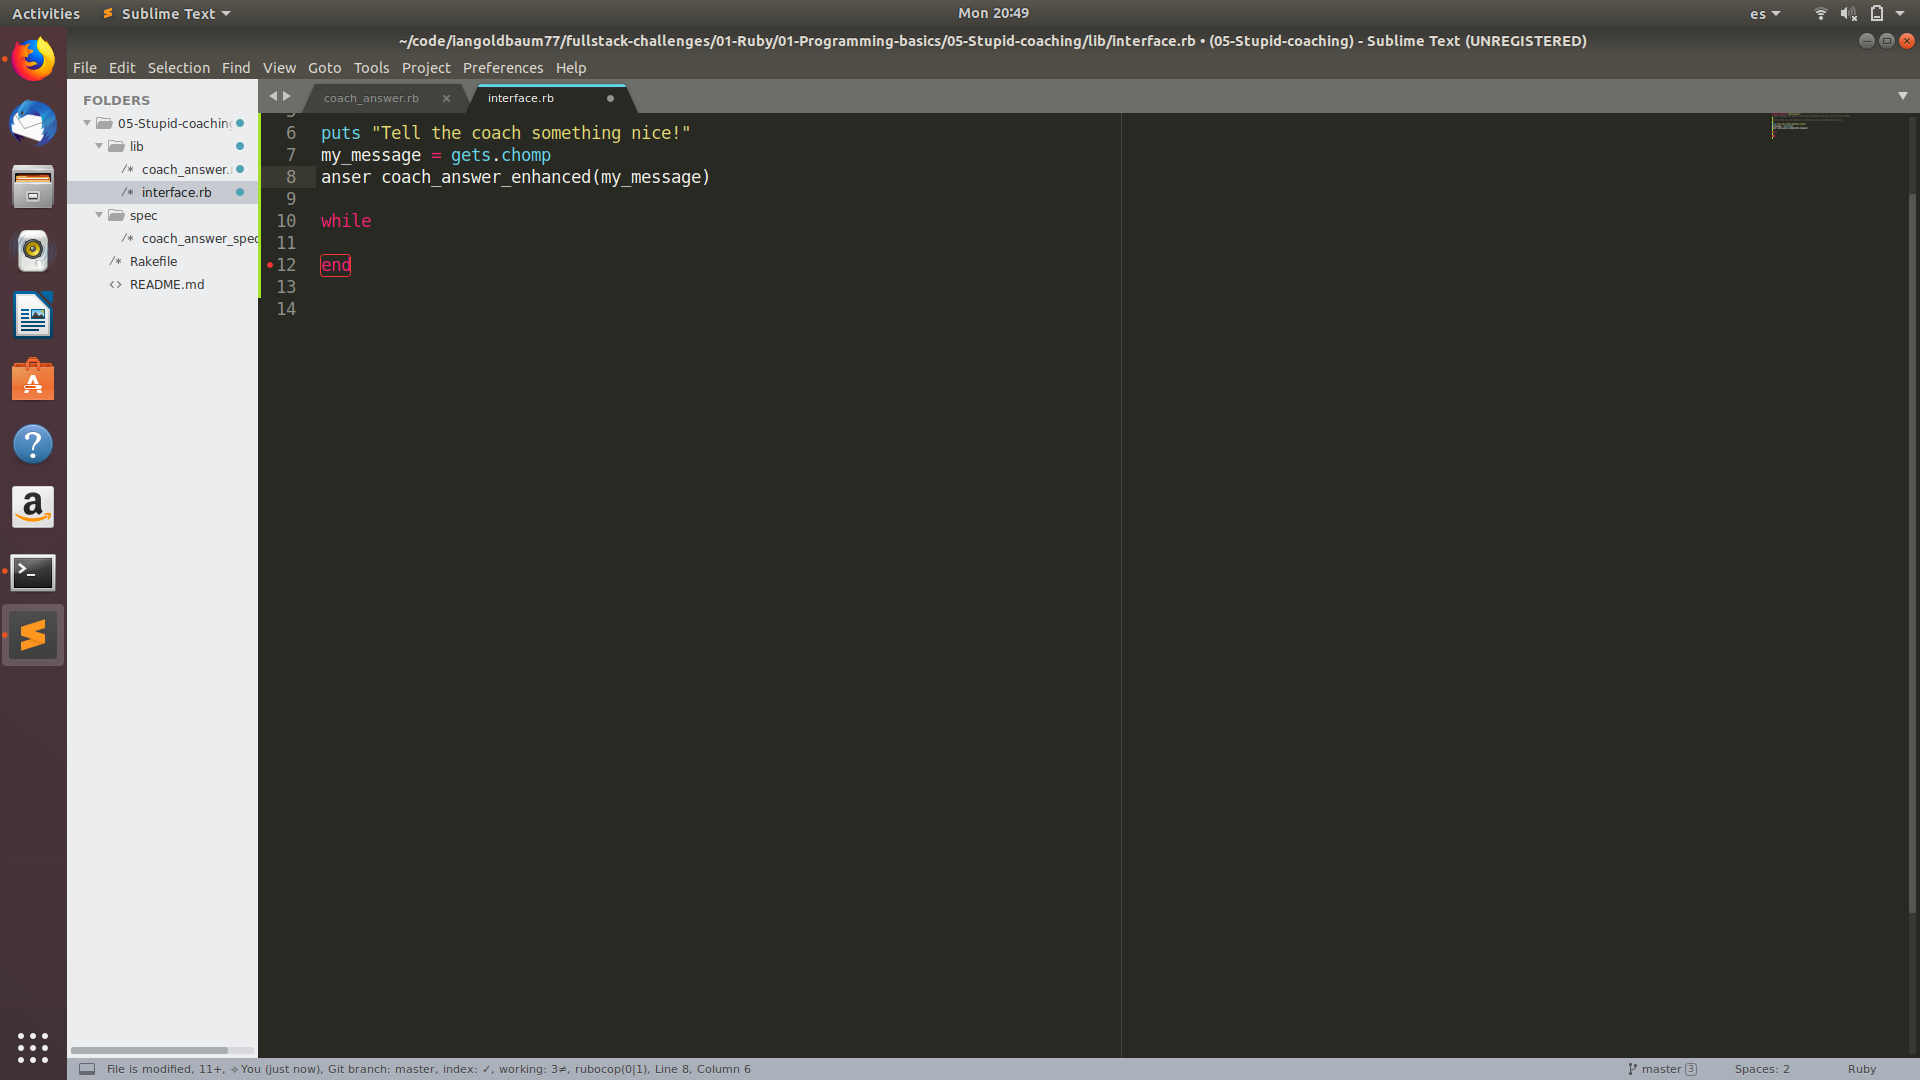 Activities
Sublime Text
Mon 20:49
es
~/code/iangoldbaum77/fullstack-challenges/01-Ruby/01-Programming-basics/05-Stupid-coaching/lib/interface.rb • (05-Stupid-coaching) - Sublime Text (UNREGISTERED)
File Edit Selection Find View Goto Tools Project Preferences Help
FOLDERS
05-Stupid-coaching
lib
/* coach_answer.
/* interface.rb
spec
/* coach_answer_spec
/* Rakefile
<> README.md
coach_answer.rb
interface.rb
6 puts "Tell the coach something nice!"
7 my_message = gets.chomp
8 anser coach_answer_enhanced(my_message)
9
10 while
11
12 end
13
14
File is modified, 11+, ⟢ You (just now), Git branch: master, index: ✓, working: 3≠, rubocop(0|1), Line 8, Column 6
master 3
Spaces: 2
Ruby